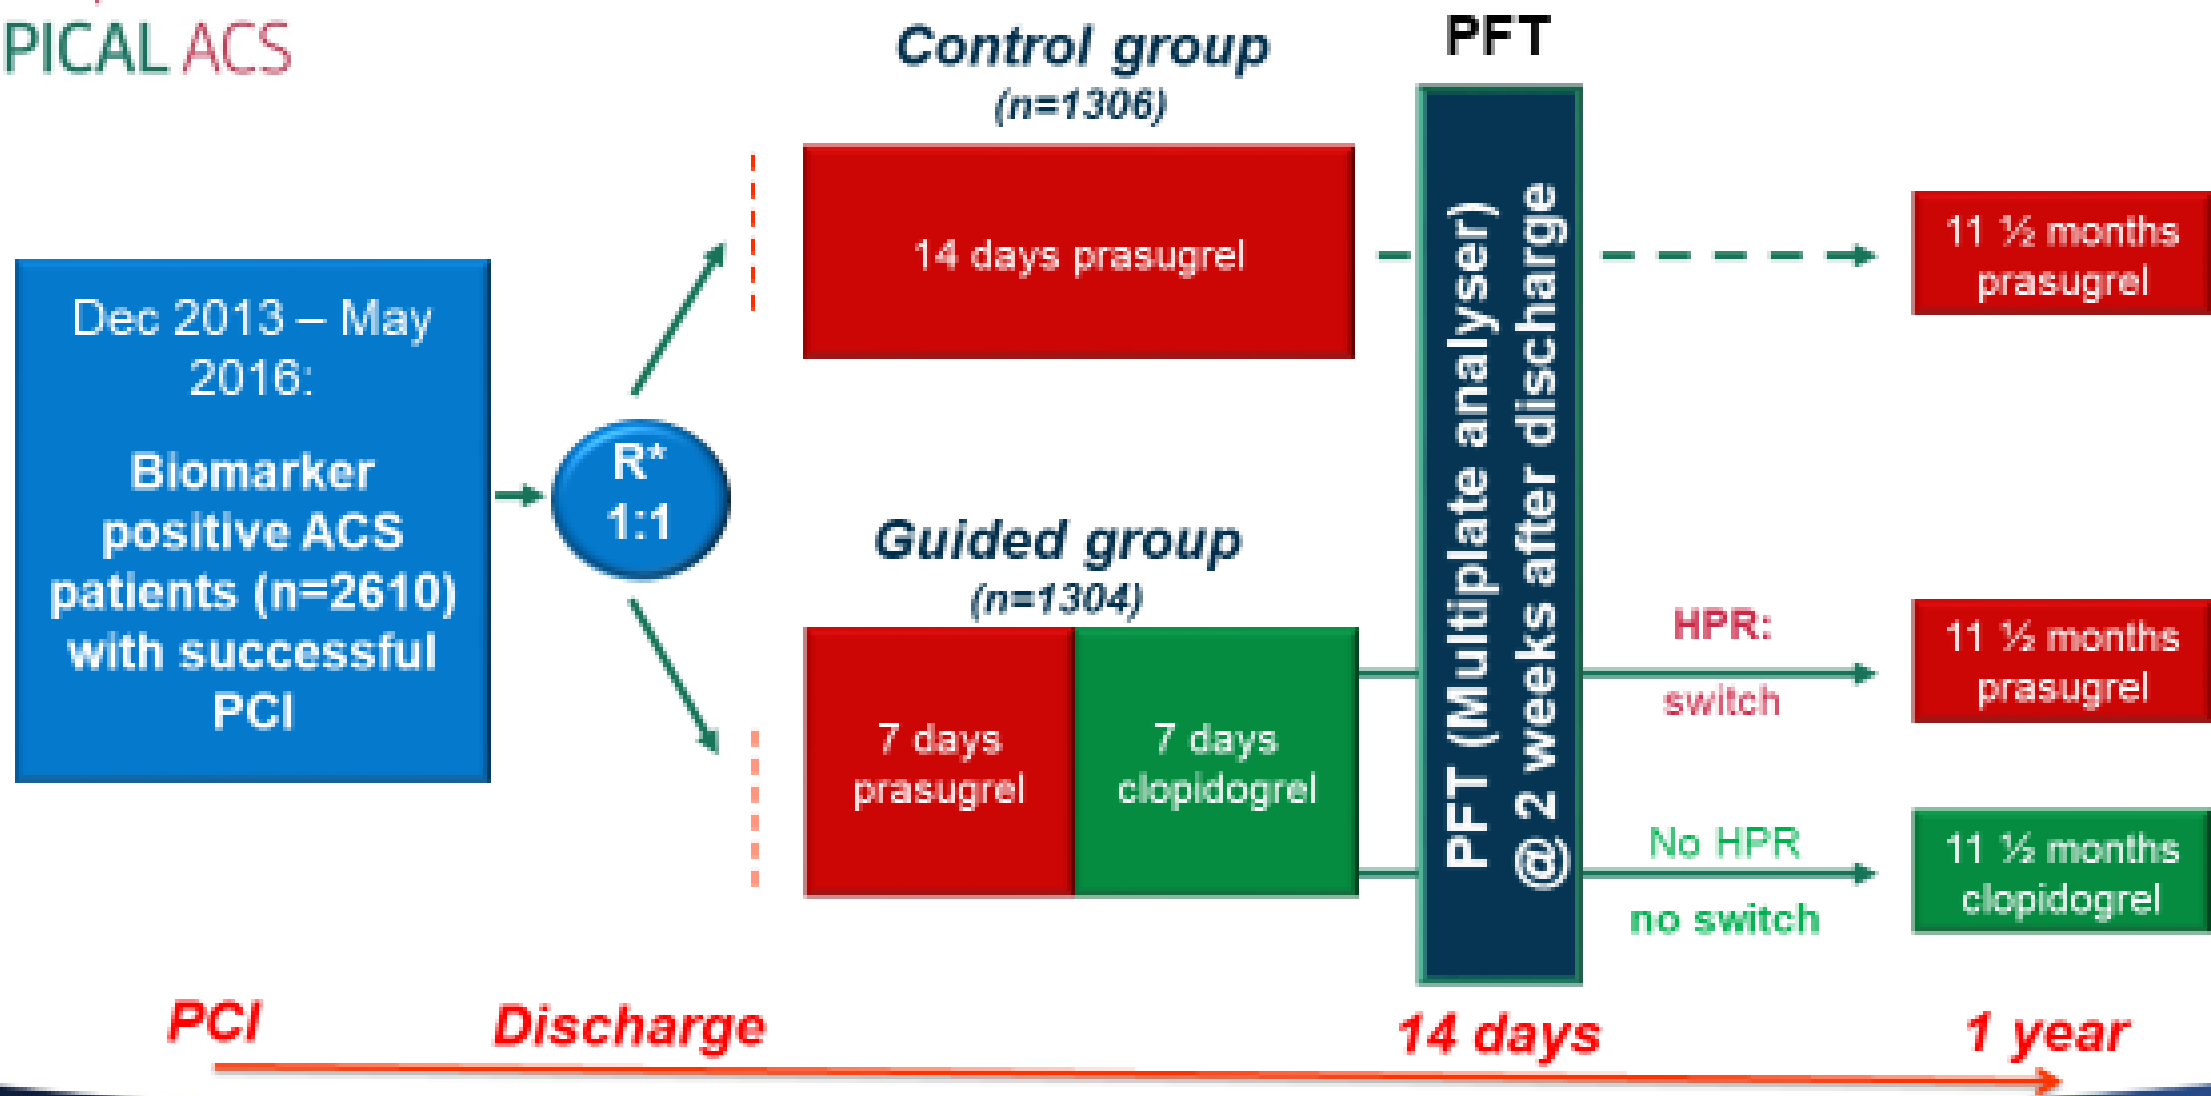 PICAL ACS
Control group
(n=1306)
PFT
14 days prasugrel
11 ½ months
prasugrel
Dec 2013 – May
2016:
Biomarker
positive ACS
patients (n=2610)
with successful
PCI
R*
1:1
Guided group
(n=1304)
7 days
prasugrel
7 days
clopidogrel
PFT (Multiplate analyser)
@ 2 weeks after discharge
HPR:
switch
11 ½ months
prasugrel
No HPR
no switch
11 ½ months
clopidogrel
PCI
Discharge
14 days
1 year